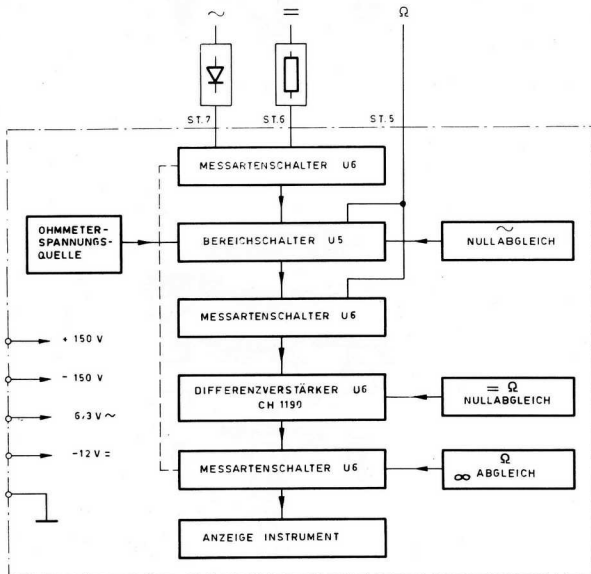 ~ = Ω
ST.7 ST.6 ST.5
MESSARTENSCHALTER U6
OHMMETER-
SPANNUNGS-
QUELLE
BEREICHSCHALTER U5
~
NULLABGLEICH
MESSARTENSCHALTER U6
+ 150 V
- 150 V
6,3 V ~
-12 V =
DIFFERENZVERSTÄRKER U6
CH 1190
= Ω
NULLABGLEICH
MESSARTENSCHALTER U6
Ω
∞ ABGLEICH
ANZEIGE INSTRUMENT